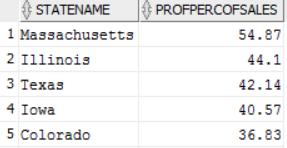 STATENAME PROFPERCOFSALES
1 Massachusetts 54.87
2 Illinois 44.1
3 Texas 42.14
4 Iowa 40.57
5 Colorado 36.83